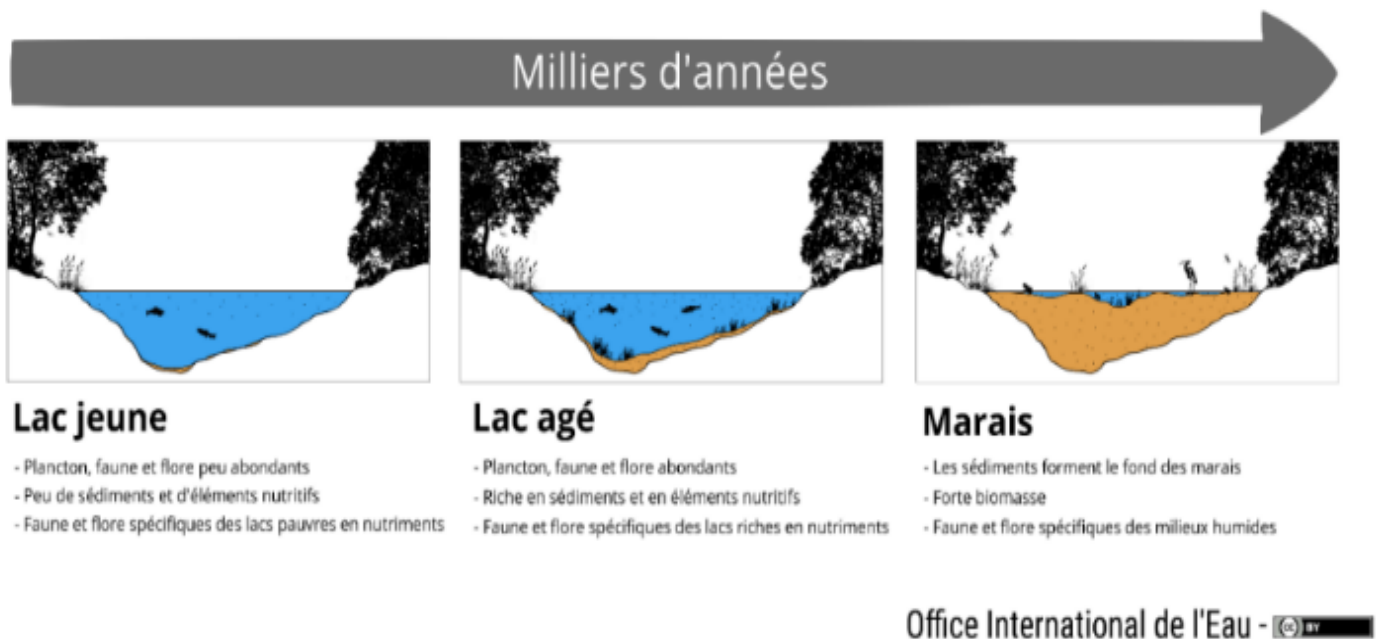 Milliers d'années
Lac jeune
- Plancton, faune et flore peu abondants
- Peu de sédiments et d'éléments nutritifs
- Faune et flore spécifiques des lacs pauvres en nutriments
Lac agé
- Plancton, faune et flore abondants
- Riche en sédiments et en éléments nutritifs
- Faune et flore spécifiques des lacs riches en nutriments
Marais
- Les sédiments forment le fond des marais
- Forte biomasse
- Faune et flore spécifiques des milieux humides
Office International de l'Eau - cc BY